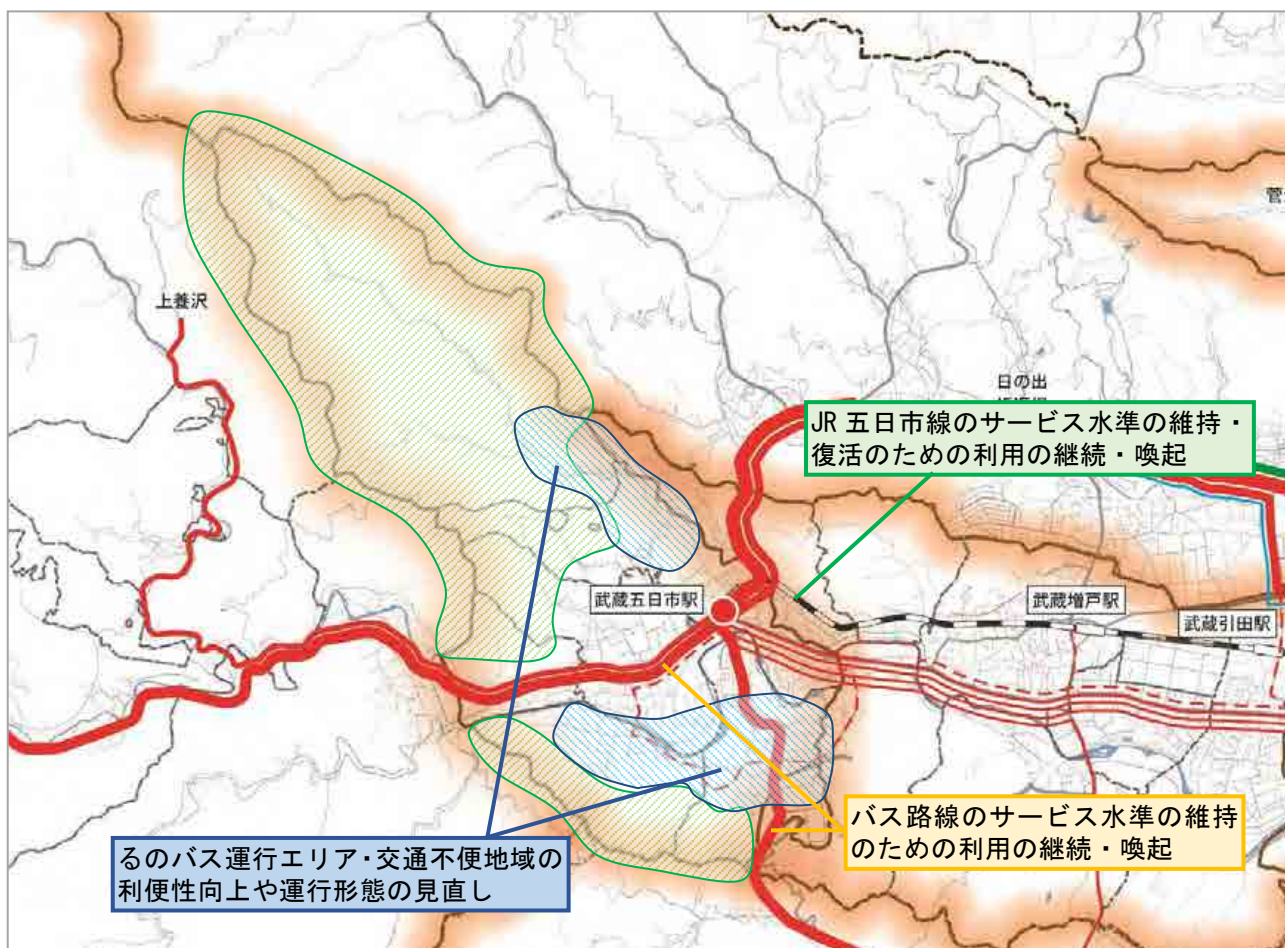 菅
上養沢
日の出
JR 五日市線のサービス水準の維持・
復活のための利用の継続・喚起
武蔵五日市駅
武蔵増戸駅
武蔵引田駅
バス路線のサービス水準の維持
のための利用の継続・喚起
るのバス運行エリア・交通不便地域の
利便性向上や運行形態の見直し